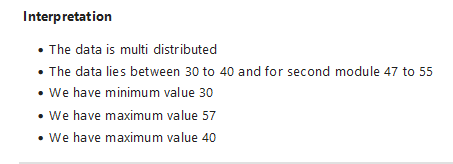 Interpretation
• The data is multi distributed
• The data lies between 30 to 40 and for second module 47 to 55
• We have minimum value 30
• We have maximum value 57
• We have maximum value 40